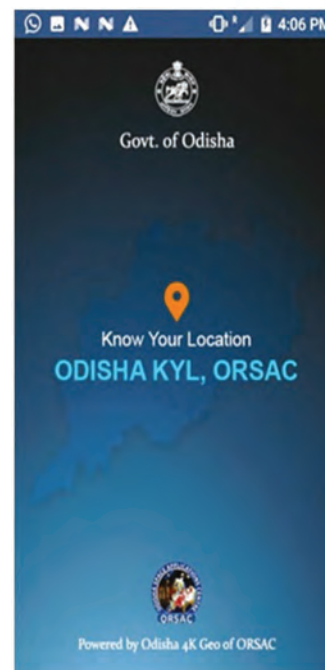 4:06 PM
Govt. of Odisha
Know Your Location
ODISHA KYL, ORSAC
ORSAC
Powered by Odisha 4K Geo of ORSAC